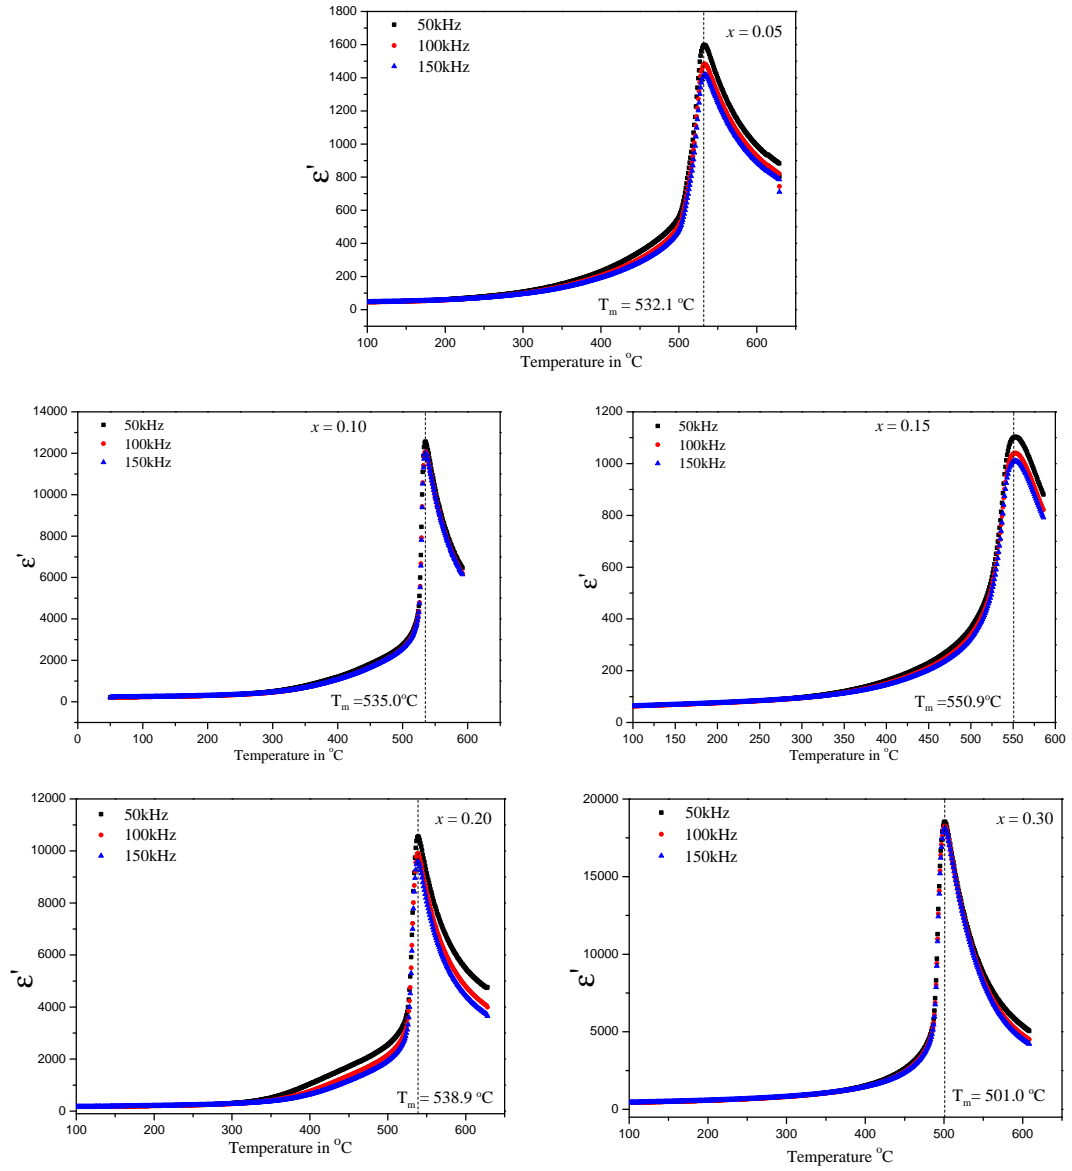 50kHz
100kHz
150kHz
x = 0.05
1800
1600
1400
1200
1000
800
600
400
200
0
ε'
T_m = 532.1 °C
100 200 300 400 500 600
Temperature in °C
50kHz
100kHz
150kHz
x = 0.10
14000
12000
10000
8000
6000
4000
2000
0
ε'
T_m =535.0°C
0 100 200 300 400 500 600
Temperature in °C
50kHz
100kHz
150kHz
x = 0.15
1200
1000
800
600
400
200
0
ε'
T_m =550.9°C
100 150 200 250 300 350 400 450 500 550 600
Temperature in °C
50kHz
100kHz
150kHz
x = 0.20
12000
10000
8000
6000
4000
2000
0
ε'
T_m = 538.9 °C
100 200 300 400 500 600
Temperature in °C
50kHz
100kHz
150kHz
x = 0.30
20000
15000
10000
5000
0
ε'
T_m = 501.0 °C
100 200 300 400 500 600
Temperature °C